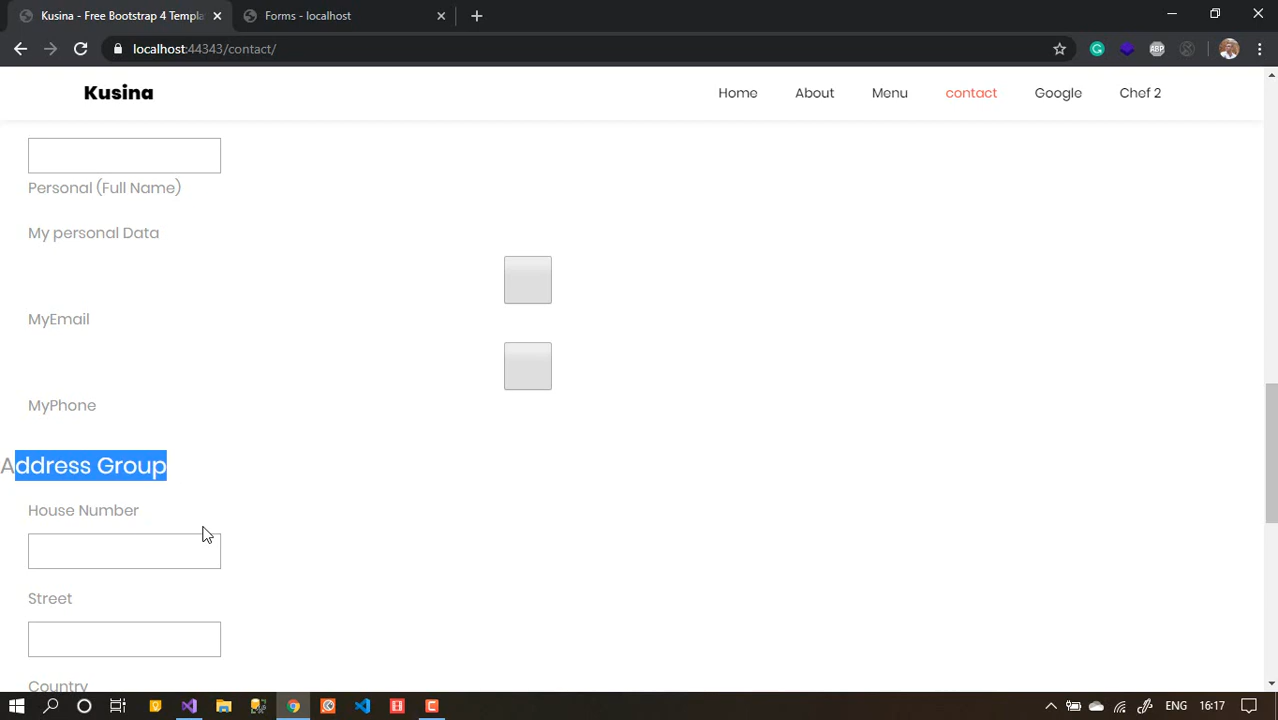 Kusina - Free Bootstrap 4 Templa
Forms - localhost
localhost:44343/contact/
ABP
Kusina
Home
About
Menu
contact
Google
Chef 2
Personal (Full Name)
My personal Data
MyEmail
MyPhone
Address Group
House Number
Street
Country
ENG
16:17